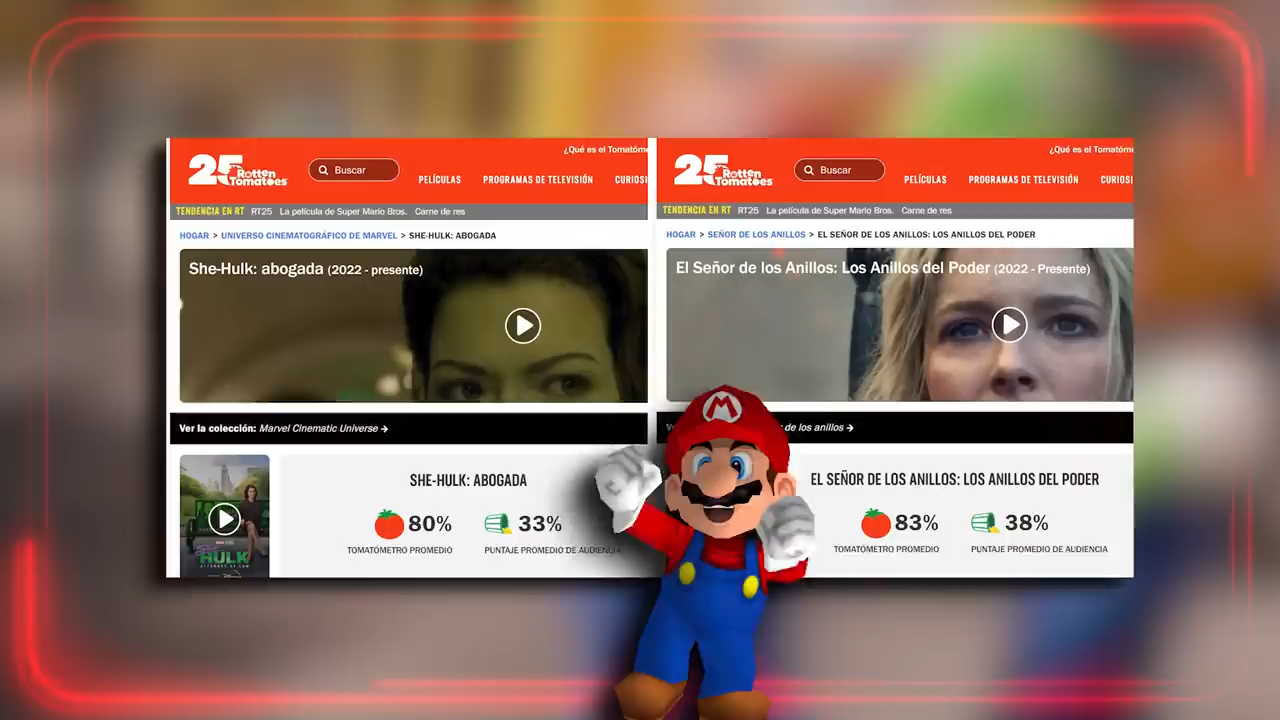 ¿Qué es el Tomatóme
25 Rotten Tomatoes
Buscar
PELÍCULAS PROGRAMAS DE TELEVISIÓN CURIOSI
TENDENCIA EN RT RT25 La película de Super Mario Bros. Carne de res
HOGAR > UNIVERSO CINEMATOGRÁFICO DE MARVEL > SHE-HULK: ABOGADA
She-Hulk: abogada (2022 - presente)
Ver la colección: Marvel Cinematic Universe →
HULK
SHE-HULK: ABOGADA
80% 33%
TOMATÓMETRO PROMEDIO PUNTAJE PROMEDIO DE AUDIENCIA
¿Qué es el Tomatóme
25 Rotten Tomatoes
Buscar
PELÍCULAS PROGRAMAS DE TELEVISIÓN CURIOSI
TENDENCIA EN RT RT25 La película de Super Mario Bros. Carne de res
HOGAR > SEÑOR DE LOS ANILLOS > EL SEÑOR DE LOS ANILLOS: LOS ANILLOS DEL PODER
El Señor de los Anillos: Los Anillos del Poder (2022 - Presente)
de los anillos →
EL SEÑOR DE LOS ANILLOS: LOS ANILLOS DEL PODER
83% 38%
TOMATÓMETRO PROMEDIO PUNTAJE PROMEDIO DE AUDIENCIA
M